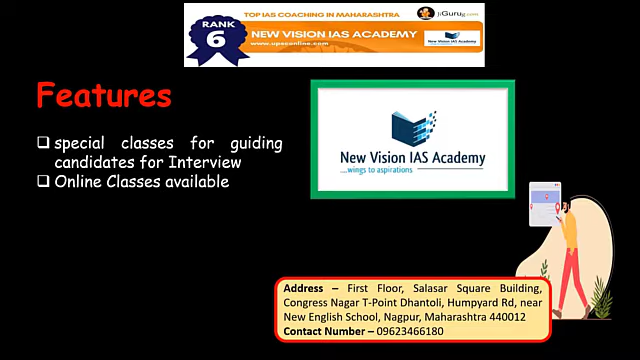 TOP IAS COACHING IN MAHARASHTRA
JiGuruG.com
RANK
6
NEW VISION IAS ACADEMY
www.upsconline.com
New Vision IAS Academy
Features
special classes for guiding
candidates for Interview
Online Classes available
New Vision IAS Academy
....wings to aspirations
Address – First Floor, Salasar Square Building,
Congress Nagar T-Point Dhantoli, Humpyard Rd, near
New English School, Nagpur, Maharashtra 440012
Contact Number – 09623466180